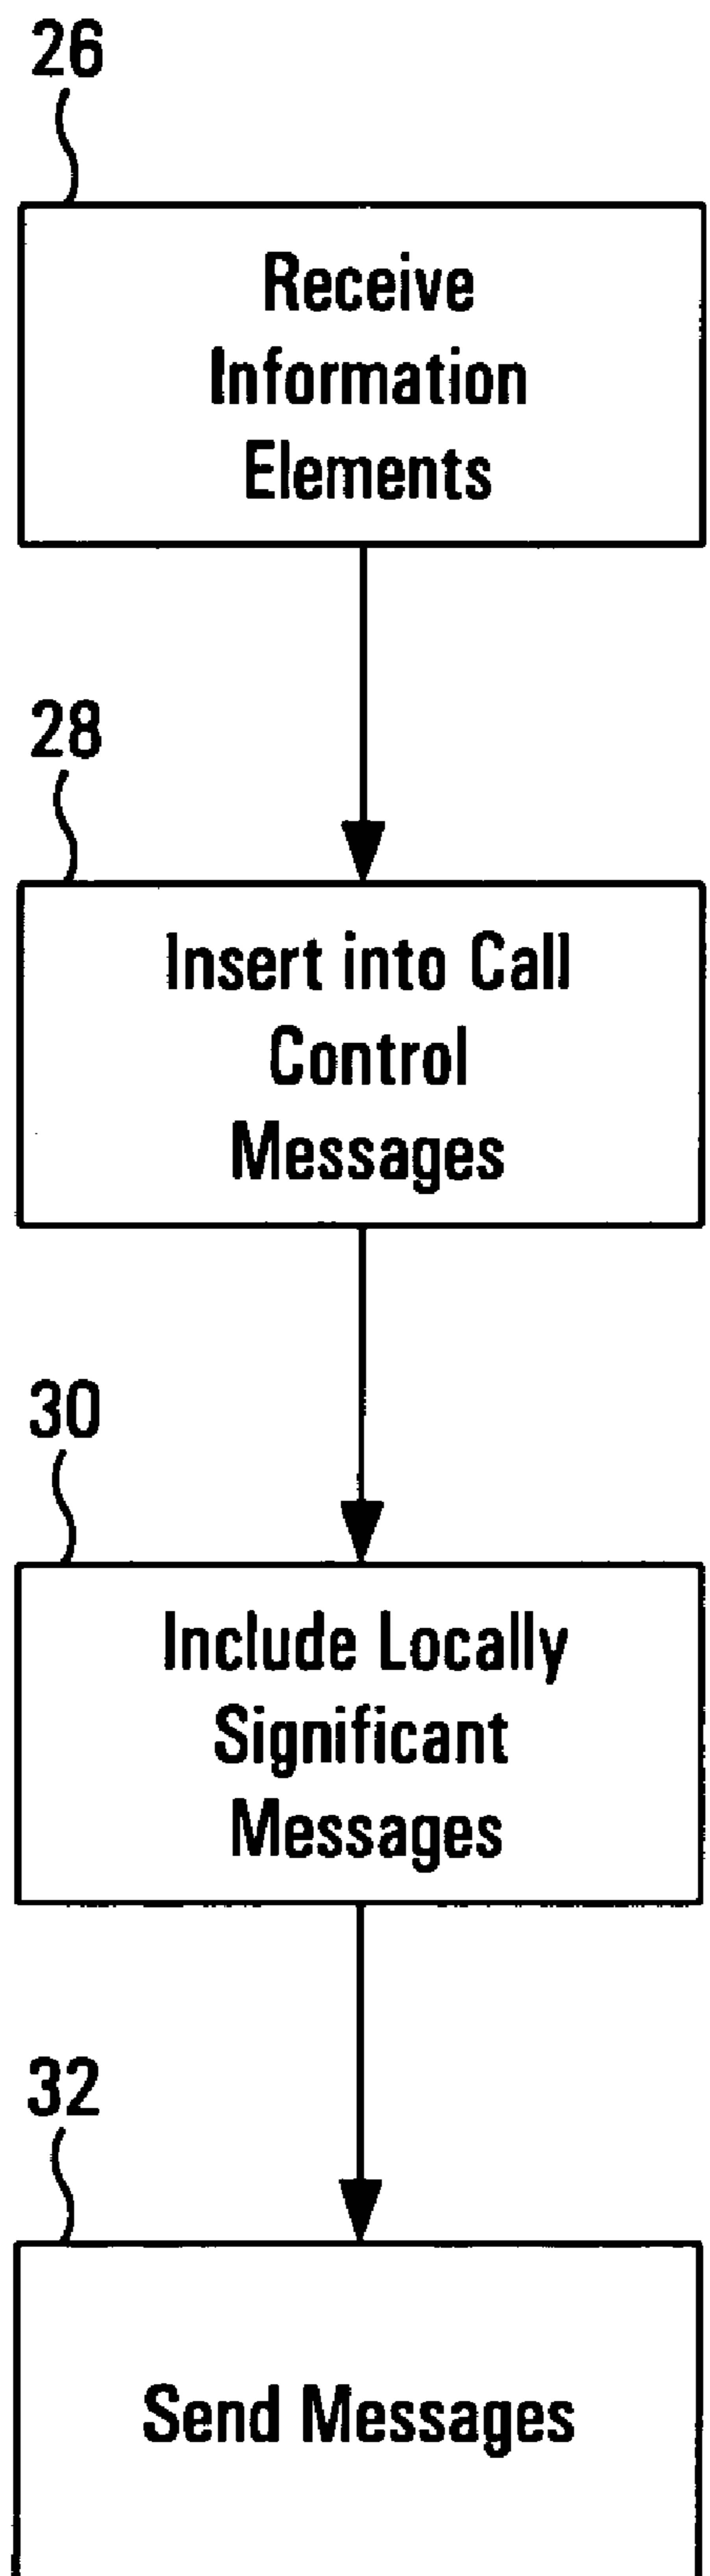 26
Receive
Information
Elements
28
Insert into Call
Control
Messages
30
Include Locally
Significant
Messages
32
Send Messages